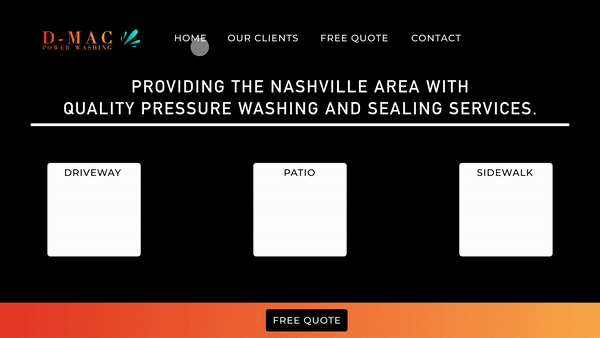 D-MAC
POWER WASHING
HOME
OUR CLIENTS
FREE QUOTE
CONTACT
PROVIDING THE NASHVILLE AREA WITH
QUALITY PRESSURE WASHING AND SEALING SERVICES.
DRIVEWAY
PATIO
SIDEWALK
FREE QUOTE